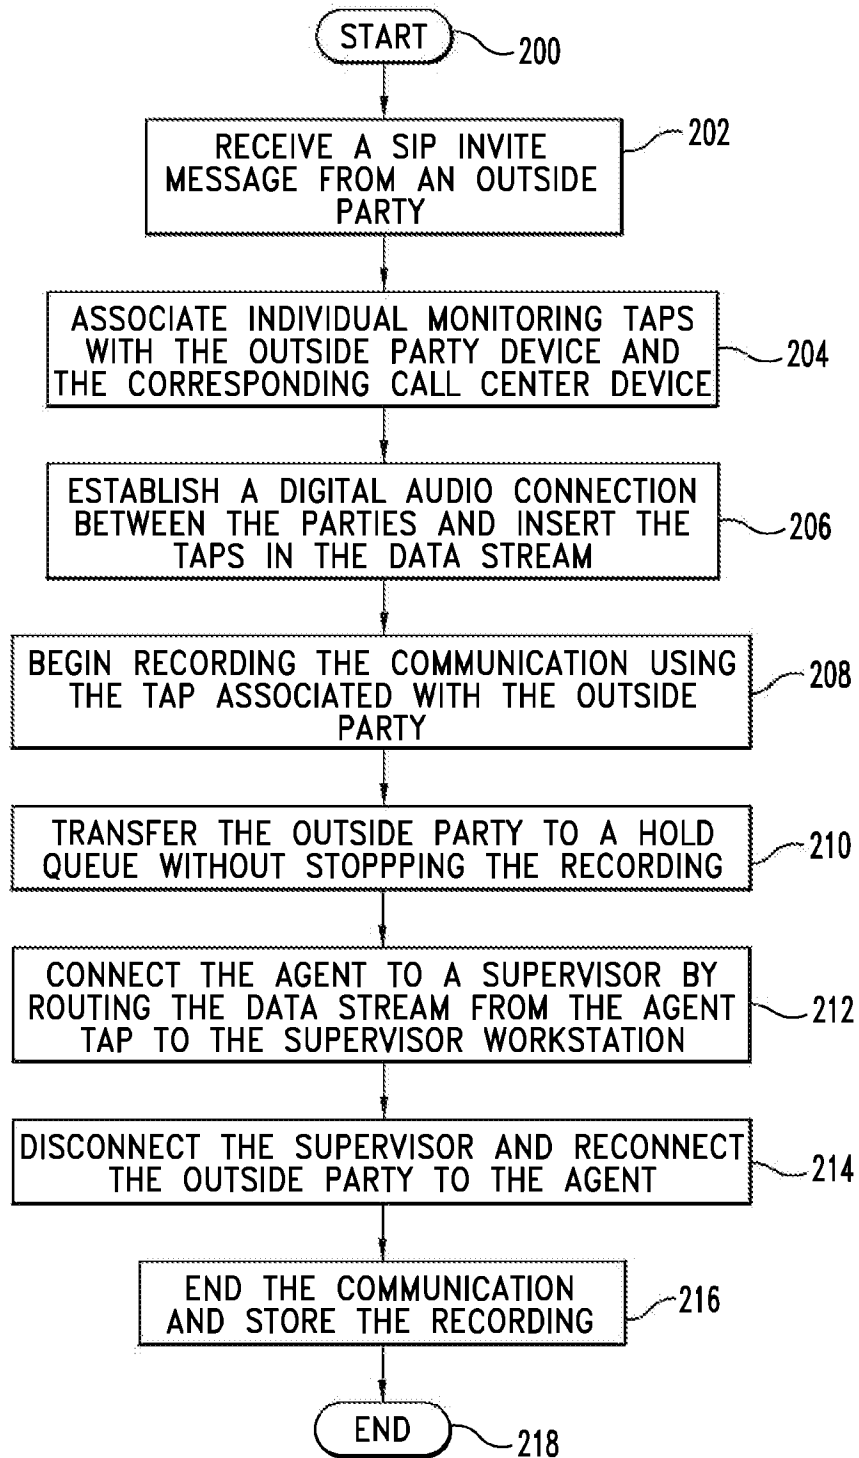 START
200
RECEIVE A SIP INVITE
MESSAGE FROM AN OUTSIDE
PARTY
202
ASSOCIATE INDIVIDUAL MONITORING TAPS
WITH THE OUTSIDE PARTY DEVICE AND
THE CORRESPONDING CALL CENTER DEVICE
204
ESTABLISH A DIGITAL AUDIO CONNECTION
BETWEEN THE PARTIES AND INSERT THE
TAPS IN THE DATA STREAM
206
BEGIN RECORDING THE COMMUNICATION USING
THE TAP ASSOCIATED WITH THE OUTSIDE
PARTY
208
TRANSFER THE OUTSIDE PARTY TO A HOLD
QUEUE WITHOUT STOPPPING THE RECORDING
210
CONNECT THE AGENT TO A SUPERVISOR BY
ROUTING THE DATA STREAM FROM THE AGENT
TAP TO THE SUPERVISOR WORKSTATION
212
DISCONNECT THE SUPERVISOR AND RECONNECT
THE OUTSIDE PARTY TO THE AGENT
214
END THE COMMUNICATION
AND STORE THE RECORDING
216
END
218